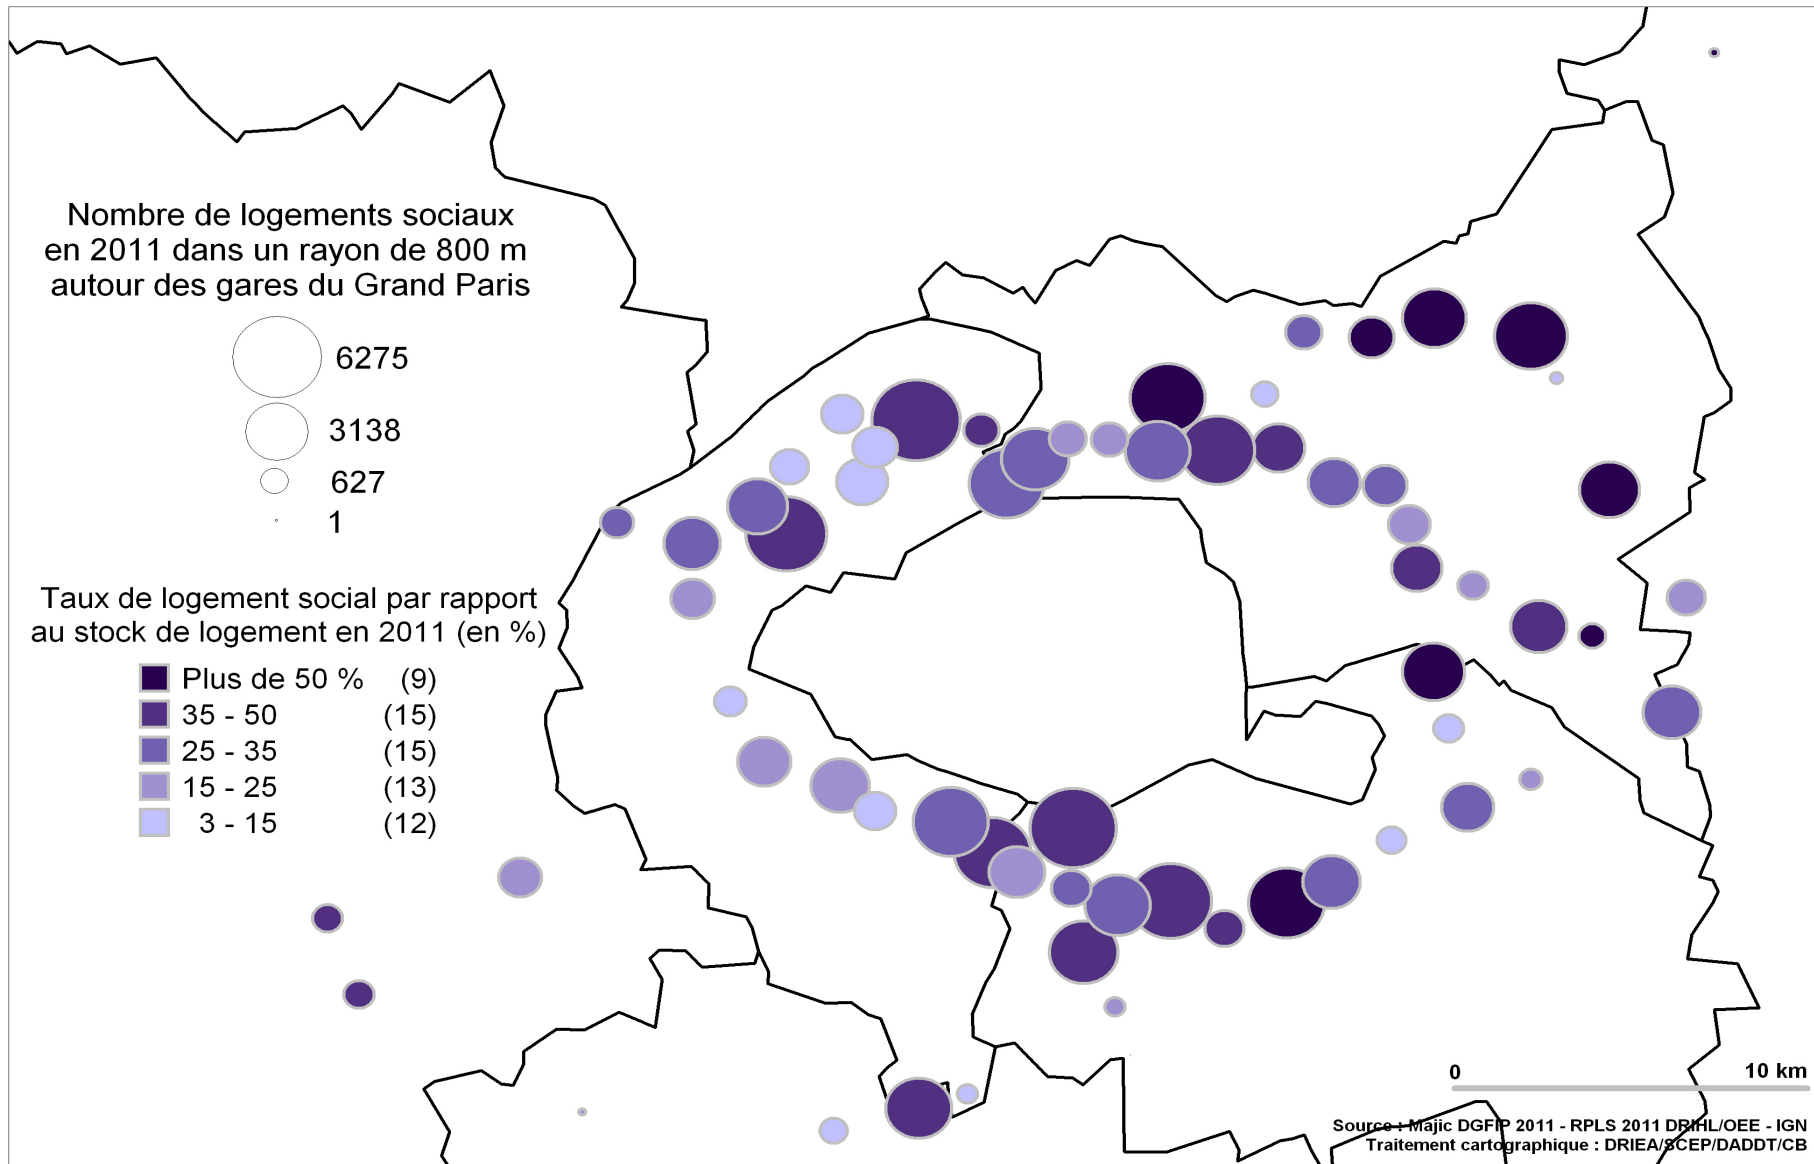 Nombre de logements sociaux
en 2011 dans un rayon de 800 m
autour des gares du Grand Paris
6275
3138
627
1
Taux de logement social par rapport
au stock de logement en 2011 (en %)
Plus de 50 % (9)
35 - 50 (15)
25 - 35 (15)
15 - 25 (13)
3 - 15 (12)
0 10 km
Source : Majic DGFIP 2011 - RPLS 2011 DRIHL/OEE - IGN
Traitement cartographique : DRIEA/SCEP/DADDT/CB